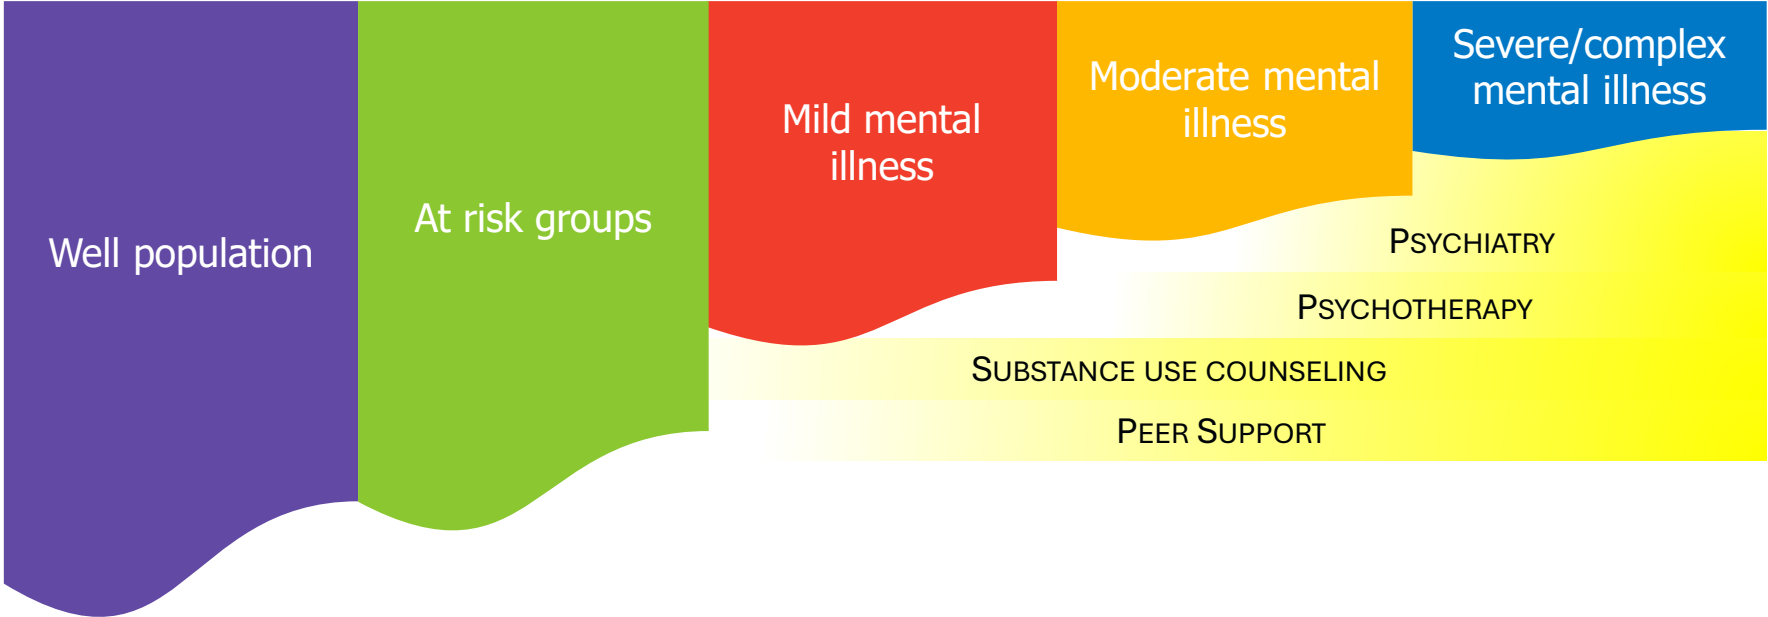 Well population
At risk groups
Mild mental
illness
Moderate mental
illness
Severe/complex
mental illness
PSYCHIATRY
PSYCHOTHERAPY
SUBSTANCE USE COUNSELING
PEER SUPPORT